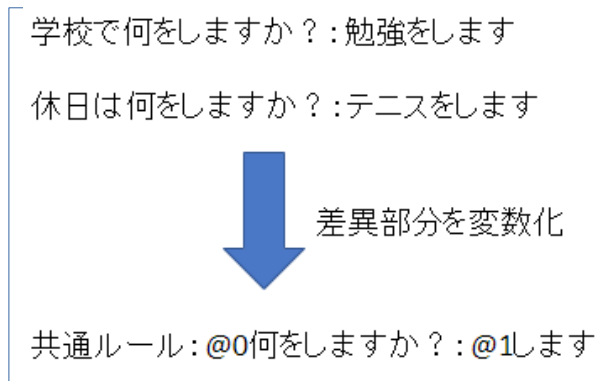 学校で何をしますか？:勉強をします
休日は何をしますか？:テニスをします
差異部分を変数化
共通ルール:@0何をしますか？:@1します